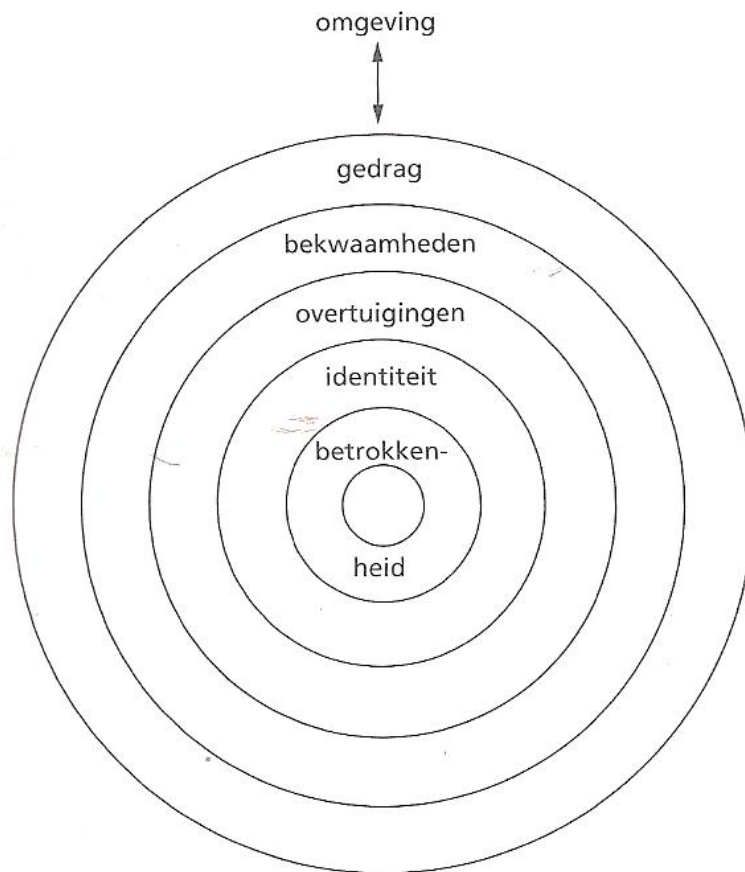 omgeving
gedrag
bekwaamheden
overtuigingen
identiteit
betrokken-
heid